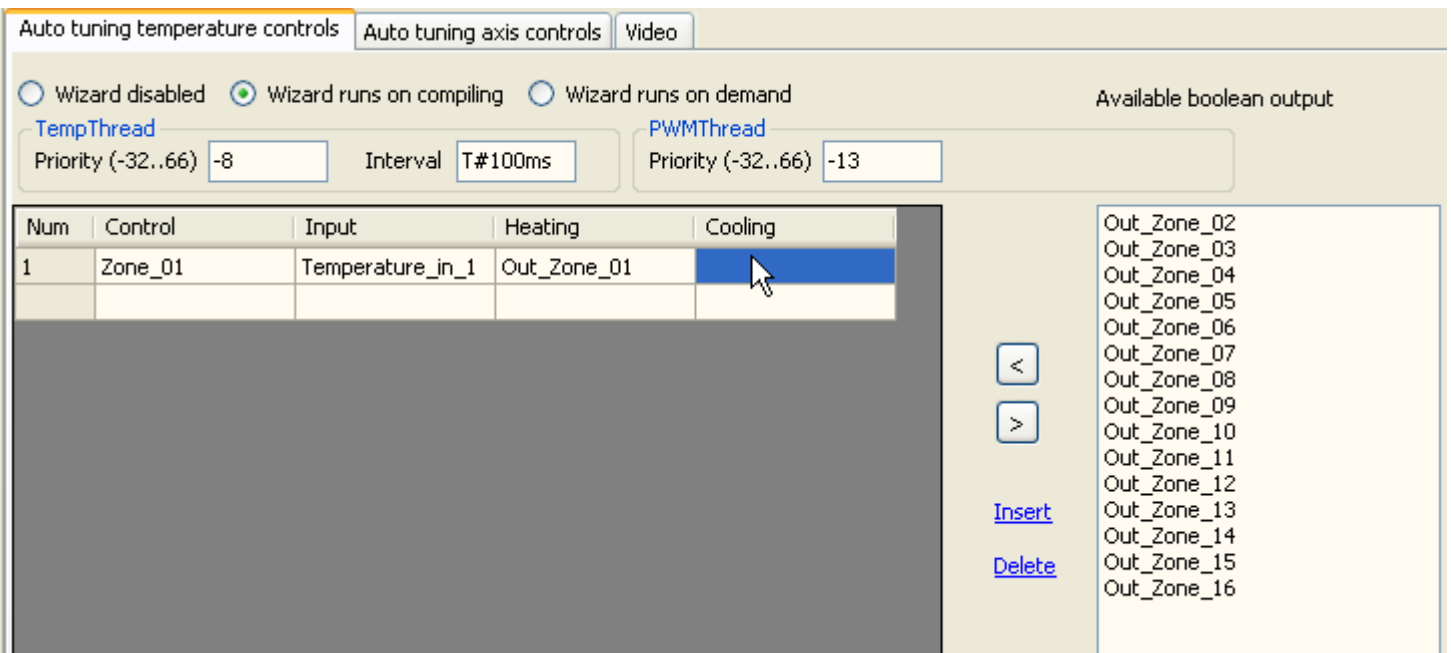 Auto tuning temperature controls Auto tuning axis controls Video
Wizard disabled Wizard runs on compiling Wizard runs on demand Available boolean output
TempThread PWMThread
Priority (-32..66) -8 Interval T#100ms Priority (-32..66) -13
Num Control Input Heating Cooling
1 Zone_01 Temperature_in_1 Out_Zone_01
Out_Zone_02
Out_Zone_03
Out_Zone_04
Out_Zone_05
Out_Zone_06
Out_Zone_07
Out_Zone_08
Out_Zone_09
Out_Zone_10
Out_Zone_11
Out_Zone_12
Out_Zone_13
Out_Zone_14
Out_Zone_15
Out_Zone_16
<
>
Insert
Delete